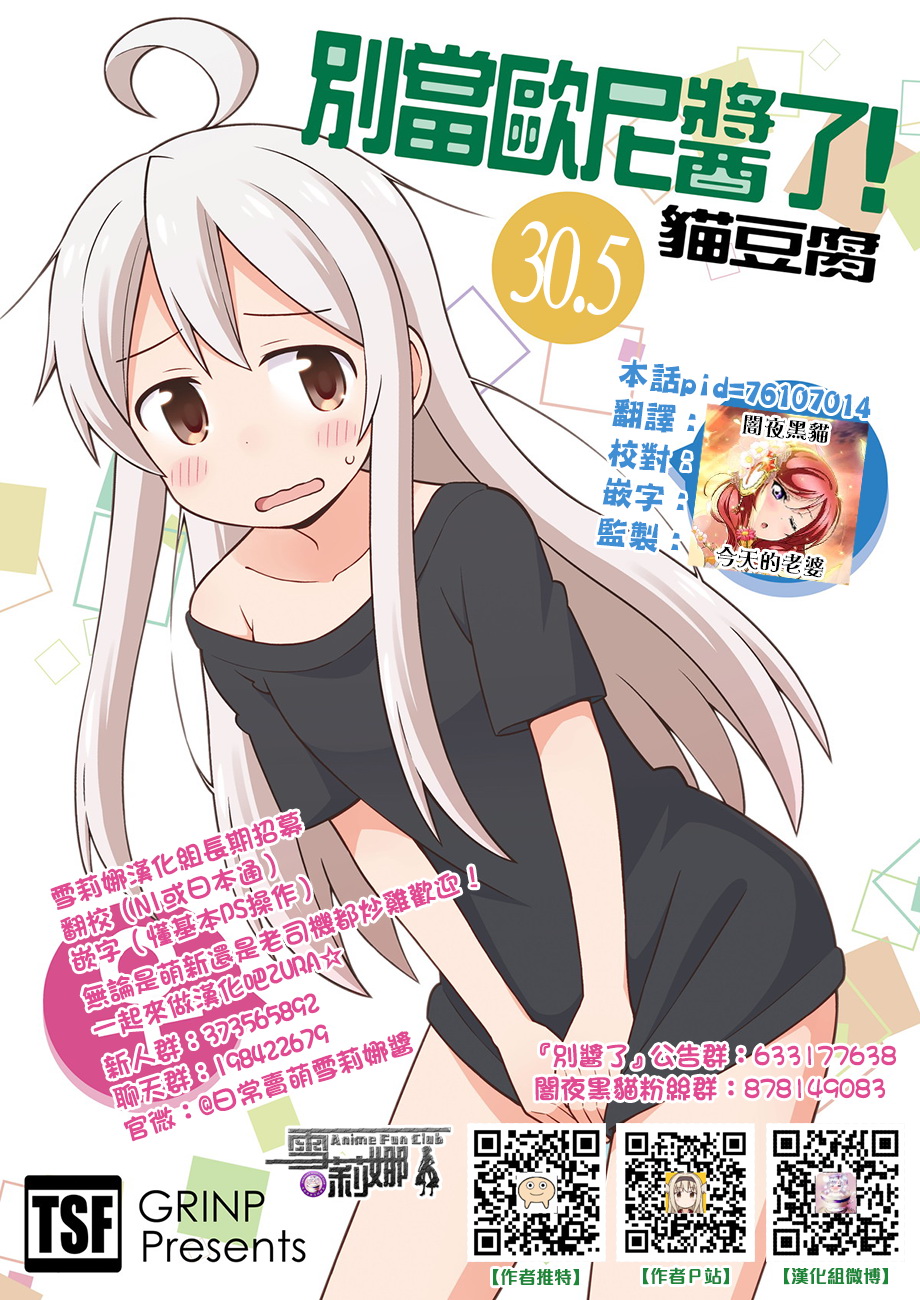 別當歐尼醬了!
貓豆腐
30.5
本話pid=76107014
翻譯:
校對:
嵌字:
監製:
闇夜黑貓
今天的老婆
雪莉娜漢化組長期招募
翻校(N1或日本通)
嵌字(懂基本PS操作)
無論是萌新還是老司機都炒雞歡迎!
一起來做漢化吧ZURA☆
新人群:373565892
聊天群:198422679
官微:@日常賣萌雪莉娜醬
『別醬了』公告群:633177638
闇夜黑貓粉絲群:878149083
Anime Fun Club
雪莉娜
TSF
GRINP
Presents
【作者推特】
【作者P站】
【漢化組微博】